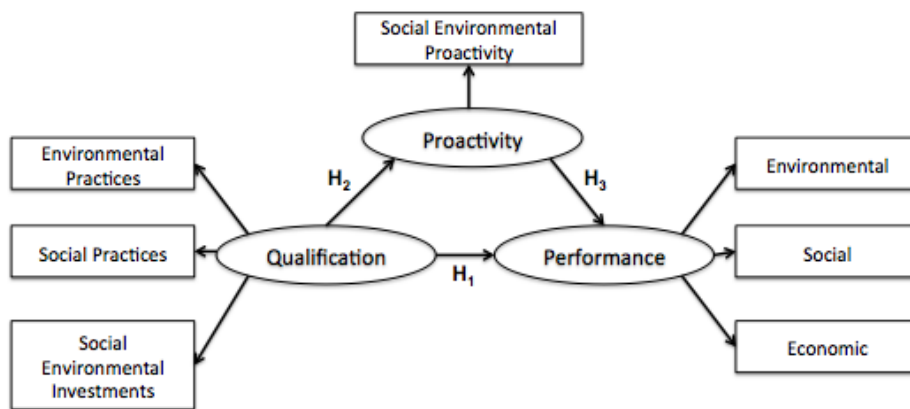 Social Environmental
Proactivity
Proactivity
Environmental
Practices
H2
H3
Environmental
Social Practices
Qualification
H1
Performance
Social
Social
Environmental
Investments
Economic